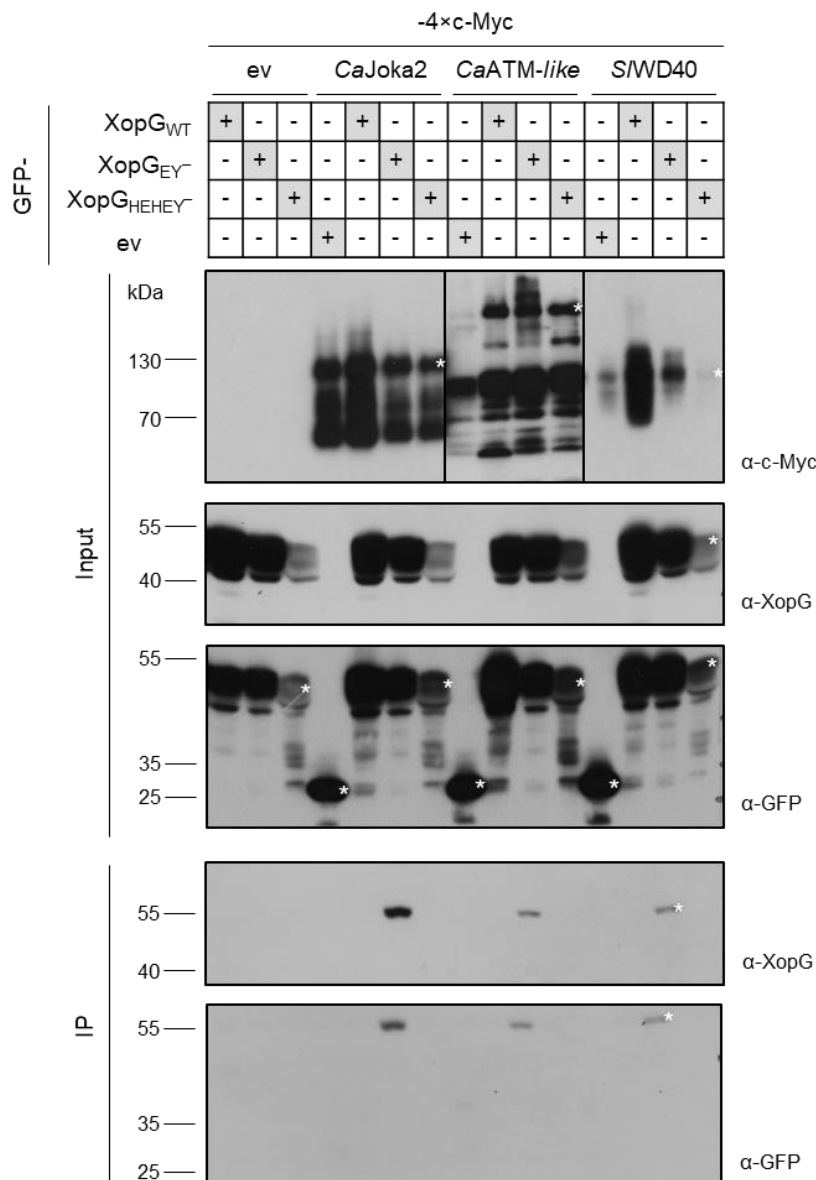 -4×c-Myc
ev CaJoka2 CaATM-like SlWD40
GFP-
XopGWT + - - - + - - - + - - - + - -
XopGEY⁻ - + - - - + - - - + - - - + -
XopGHEHEY⁻ - - + - - - + - - - + - - - +
ev - - - + - - - + - - - + - - -
kDa
130
70
*
*
*
α-c-Myc
Input
55
40
*
α-XopG
55
35
25
* * * *
* * *
α-GFP
IP
55
40
*
α-XopG
55
35
25
*
α-GFP